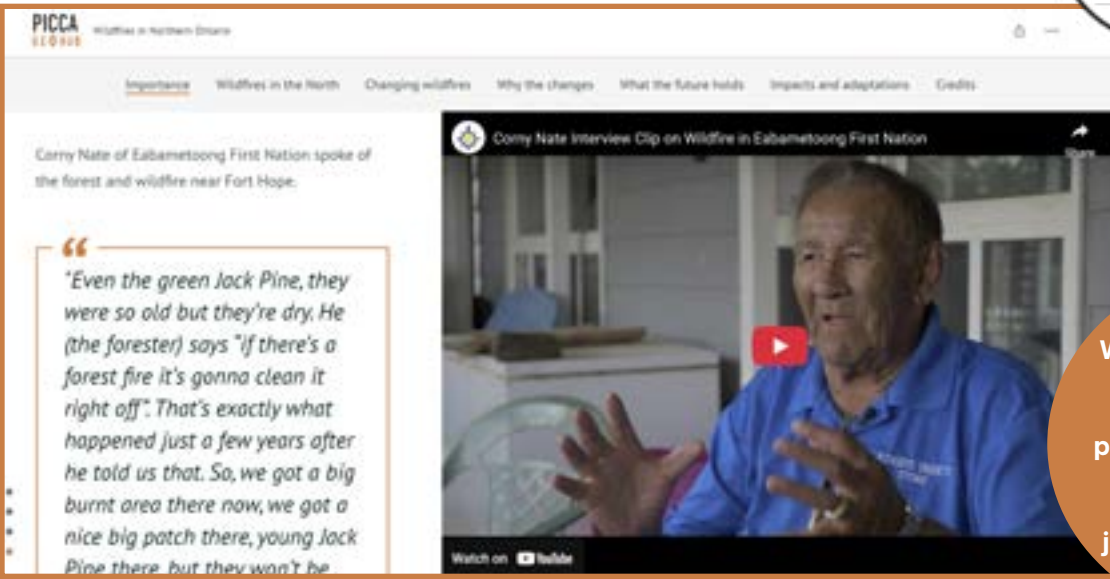 PICCA
GEOHUB
Wildfires in Northern Ontario
Importance
Wildfires in the North
Changing wildfires
Why the changes
What the future holds
Impacts and adaptations
Credits
Corny Nate of Eabametoong First Nation spoke of
the forest and wildfire near Fort Hope.
“
"Even the green Jack Pine, they
were so old but they're dry. He
(the forester) says "if there's a
forest fire it's gonna clean it
right off". That's exactly what
happened just a few years after
he told us that. So, we got a big
burnt area there now, we got a
nice big patch there, young Jack
Pine there, but they won't be
Corny Nate Interview Clip on Wildfire in Eabametoong First Nation
Share
Watch on YouTube